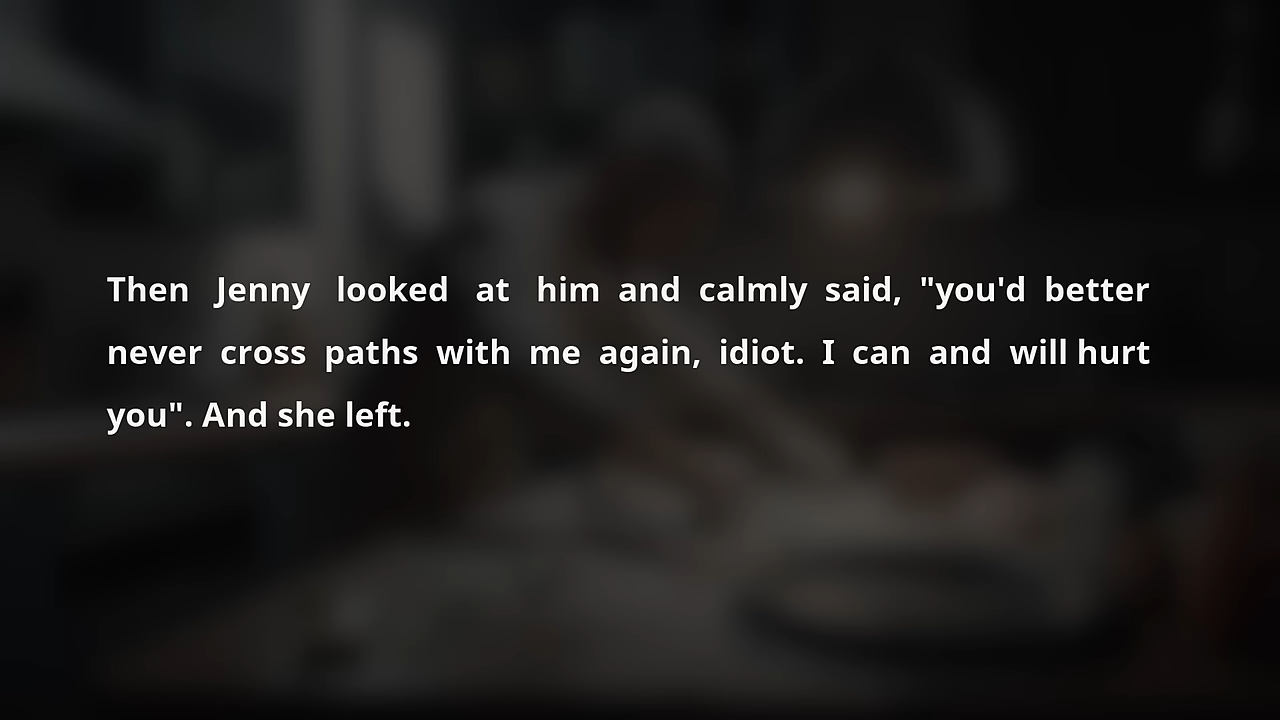 Then Jenny looked at him and calmly said, "you'd better
never cross paths with me again, idiot. I can and will hurt
you". And she left.